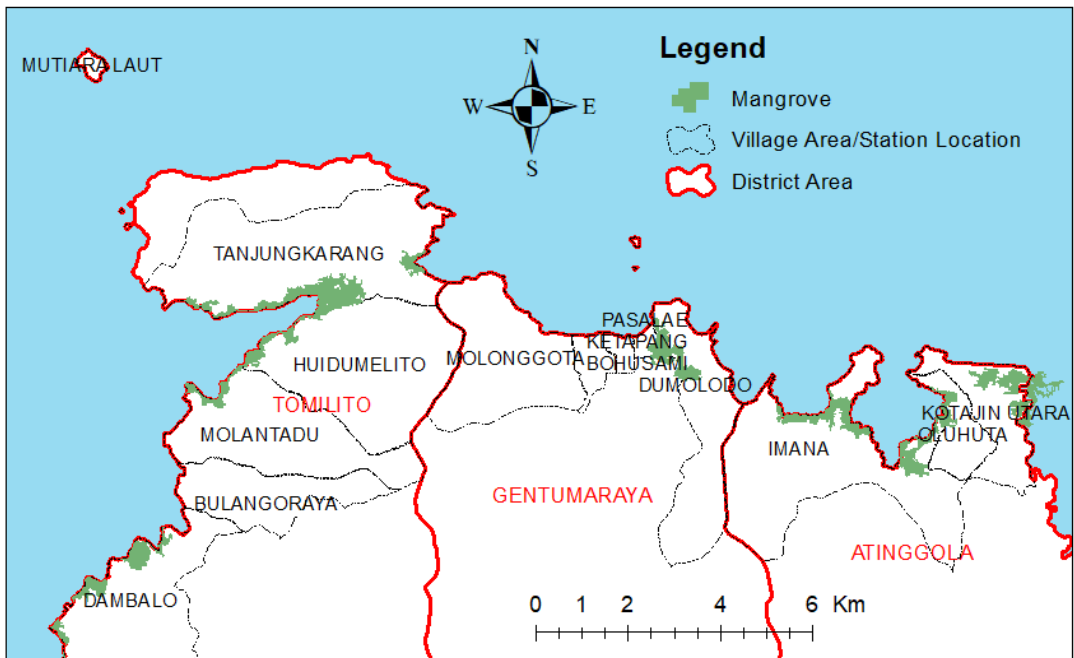 MUTIARA LAUT
N
W E
S
Legend
Mangrove
Village Area/Station Location
District Area
TANJUNGKARANG
HUIDUMELITO
TOMILITO
MOLANTADU
BULANGORAYA
DAMBALO
MOLONGGOTA
PASALAE
KETAPANG
BOHUSAMI
DUMOLODO
GENTUMARAYA
IMANA
KOTAJIN UTARA
OLUHUTA
ATINGGOLA
0 1 2 4 6 Km